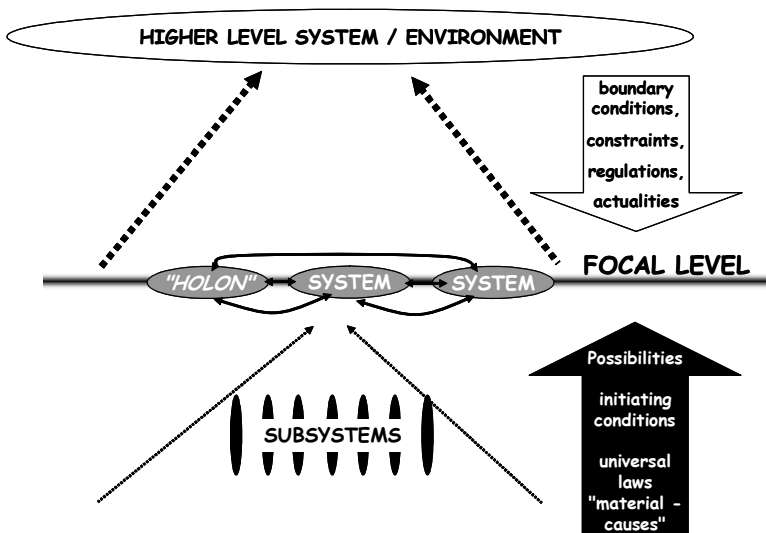 HIGHER LEVEL SYSTEM / ENVIRONMENT
boundary
conditions,
constraints,
regulations,
actualities
FOCAL LEVEL
"HOLON"
SYSTEM
SYSTEM
Possibilities
initiating
conditions
universal
laws
"material -
causes"
SUBSYSTEMS